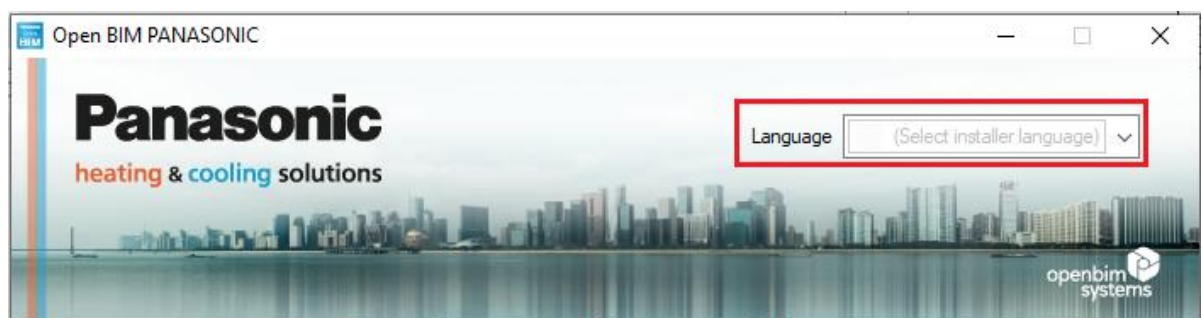 Open BIM PANASONIC
Panasonic
heating & cooling solutions
Language (Select installer language)
openbim
systems